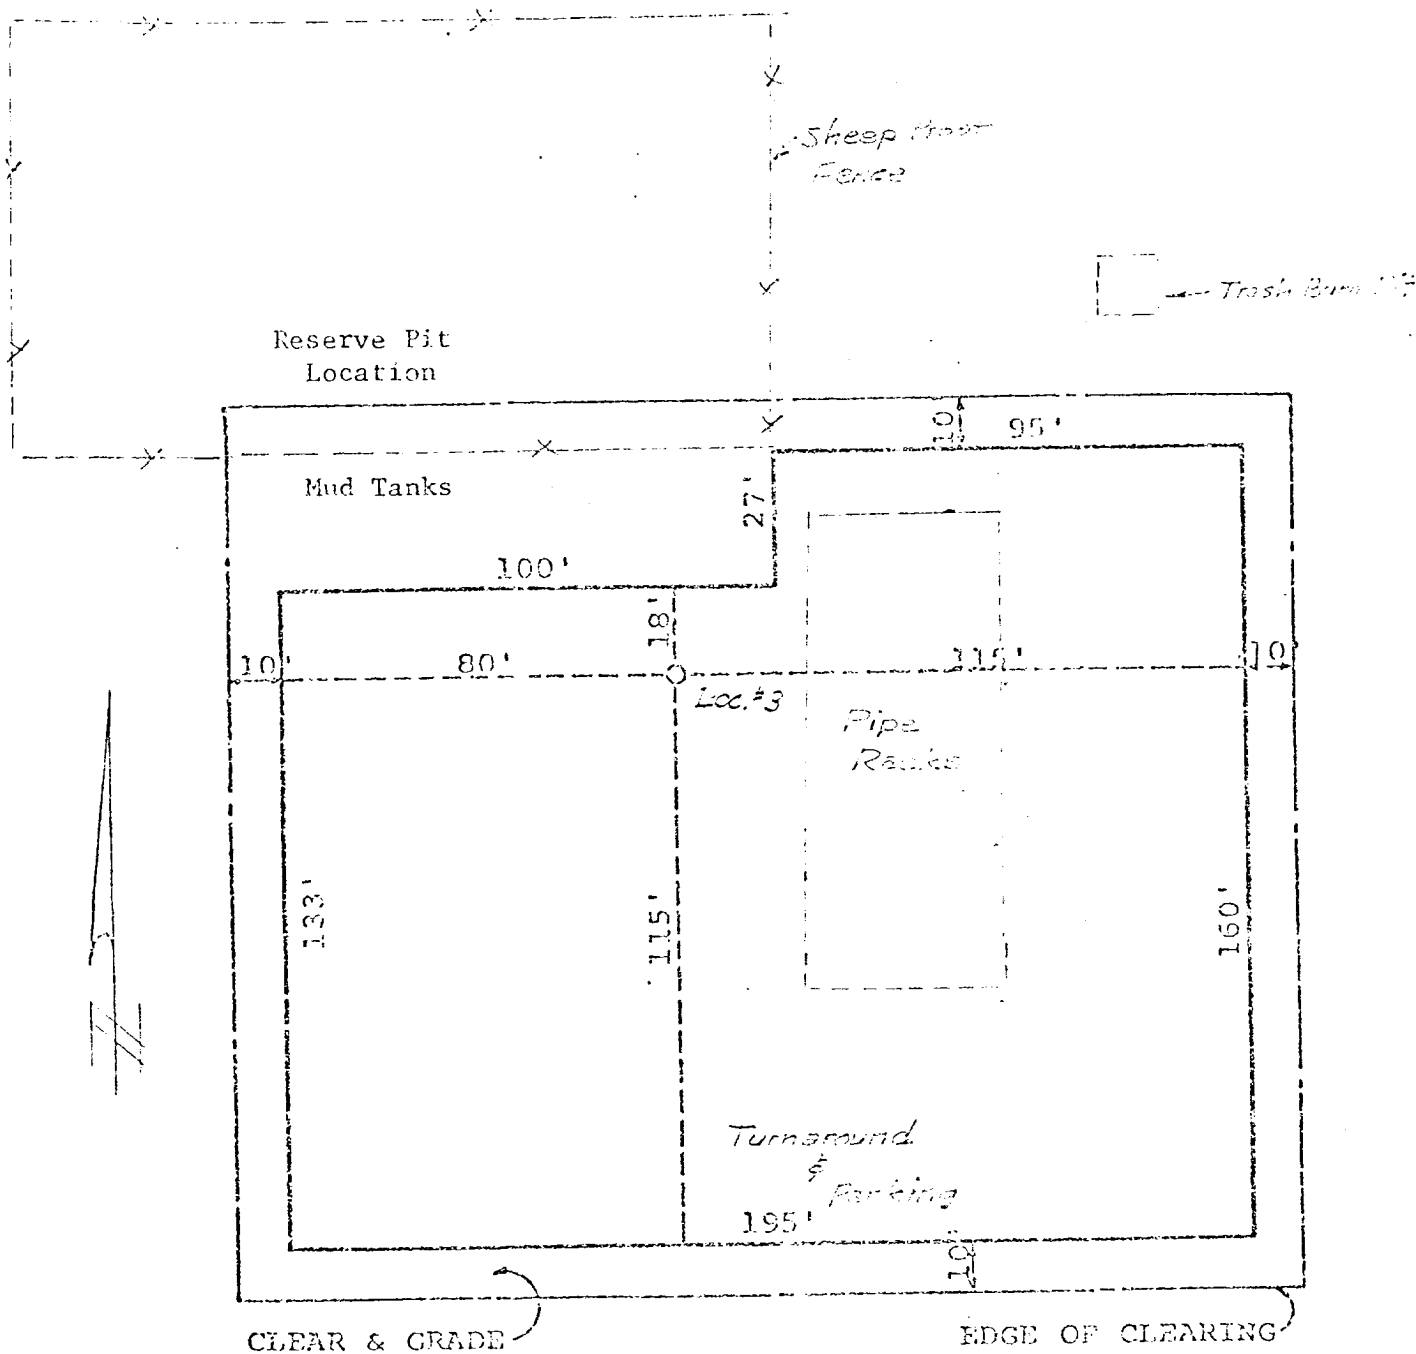 Sheep
Fence
Trash Burn Pit
Reserve Pit
Location
10
95'
Mud Tanks
27'
100'
18'
10'
80'
115'
10
Loc. #3
Pipe
Racks
133'
115'
160'
Turnaround
&
Parking
195'
10'
CLEAR & GRADE
EDGE OF CLEARING